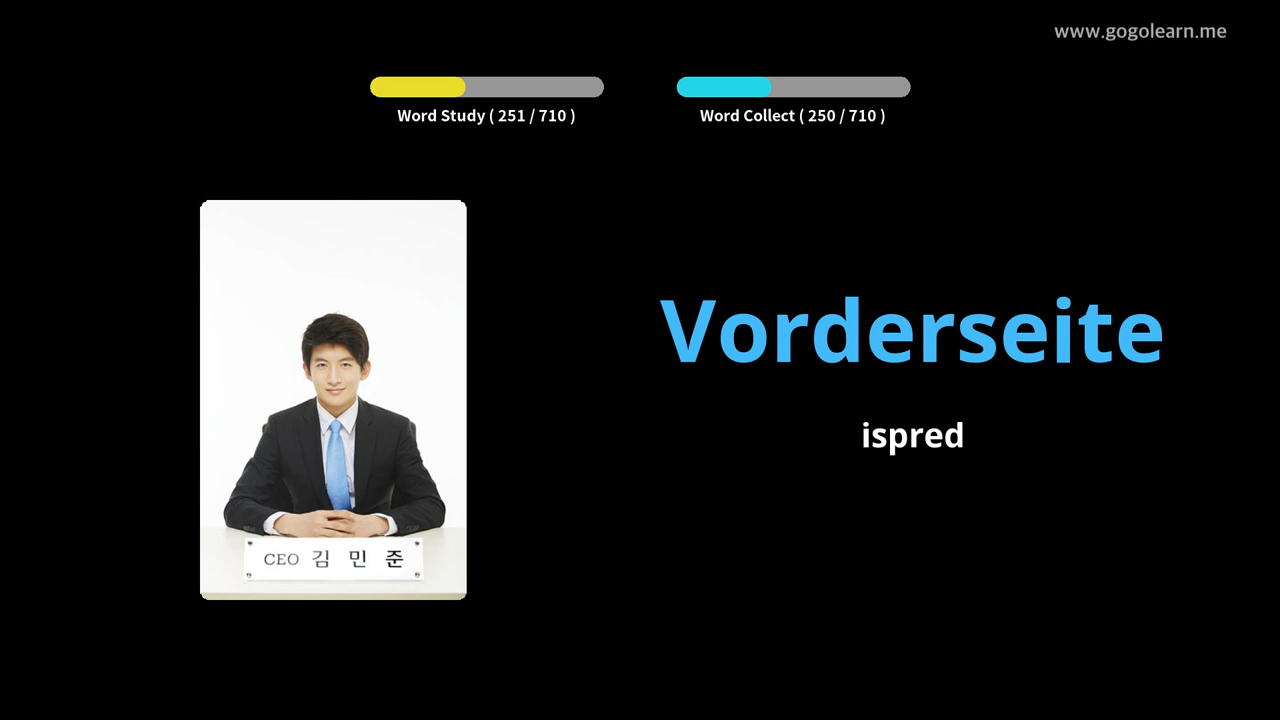 www.gogolearn.me
Word Study ( 251 / 710 )
Word Collect ( 250 / 710 )
Vorderseite
ispred
CEO 김 민 준